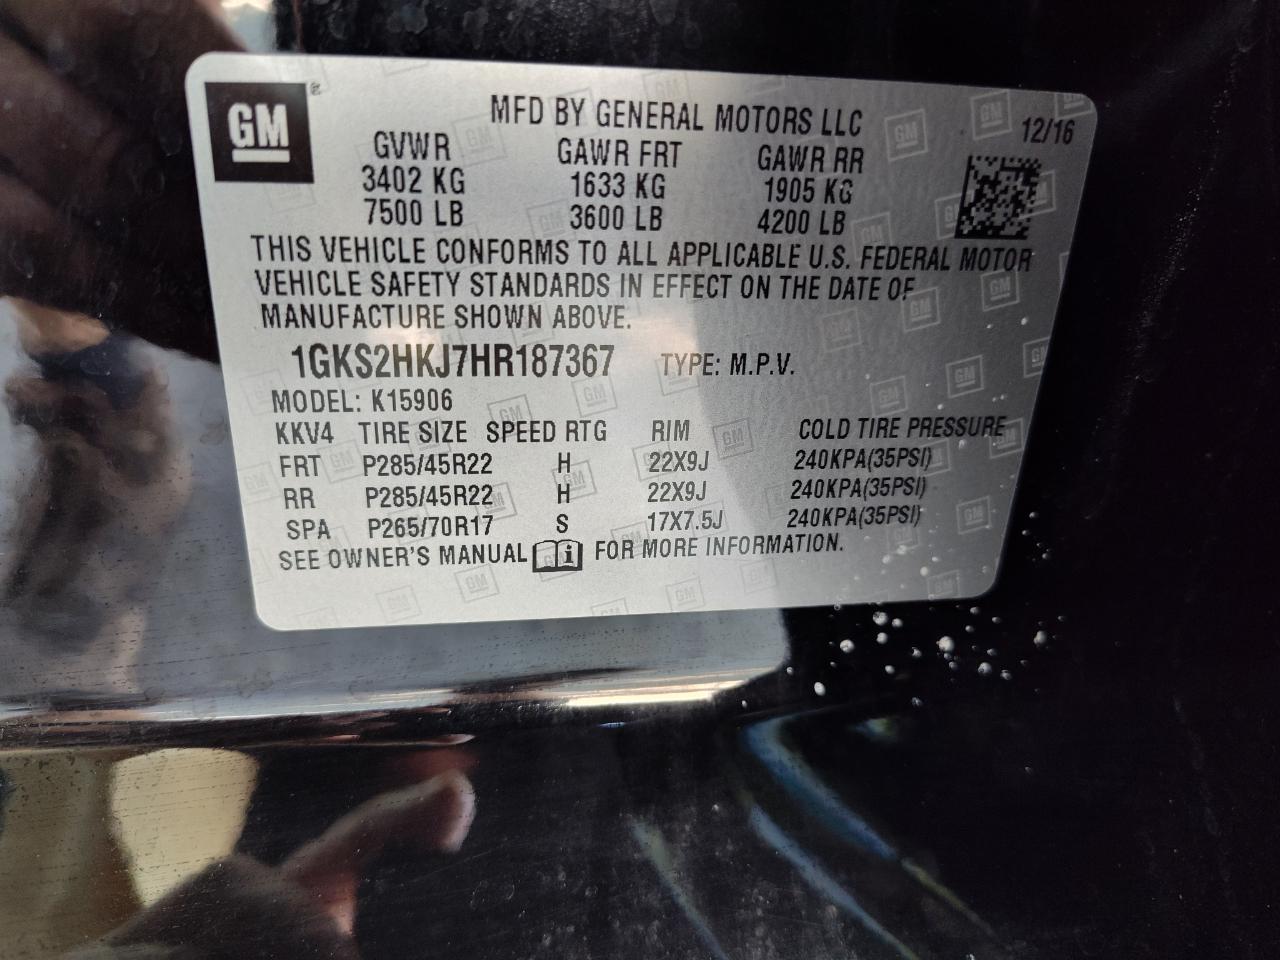 GM
MFD BY GENERAL MOTORS LLC
12/16
GVWR GAWR FRT GAWR RR
3402 KG 1633 KG 1905 KG
7500 LB 3600 LB 4200 LB
THIS VEHICLE CONFORMS TO ALL APPLICABLE U.S. FEDERAL MOTOR
VEHICLE SAFETY STANDARDS IN EFFECT ON THE DATE OF
MANUFACTURE SHOWN ABOVE.
1GKS2HKJ7HR187367 TYPE: M.P.V.
MODEL: K15906
KKV4 TIRE SIZE SPEED RTG RIM COLD TIRE PRESSURE
FRT P285/45R22 H 22X9J 240KPA(35PSI)
RR P285/45R22 H 22X9J 240KPA(35PSI)
SPA P265/70R17 S 17X7.5J 240KPA(35PSI)
SEE OWNER'S MANUAL i FOR MORE INFORMATION.